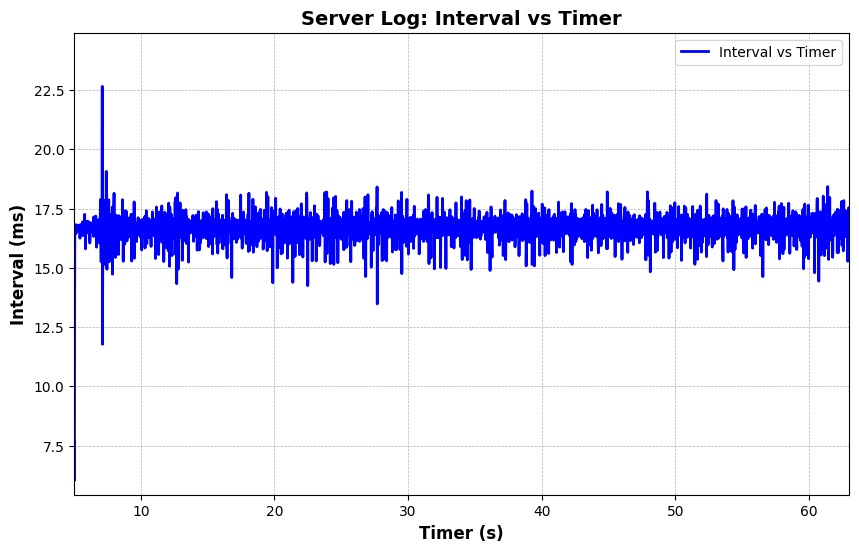 Server Log: Interval vs Timer
Interval vs Timer
22.5
20.0
17.5
15.0
12.5
10.0
7.5
Interval (ms)
10 20 30 40 50 60
Timer (s)